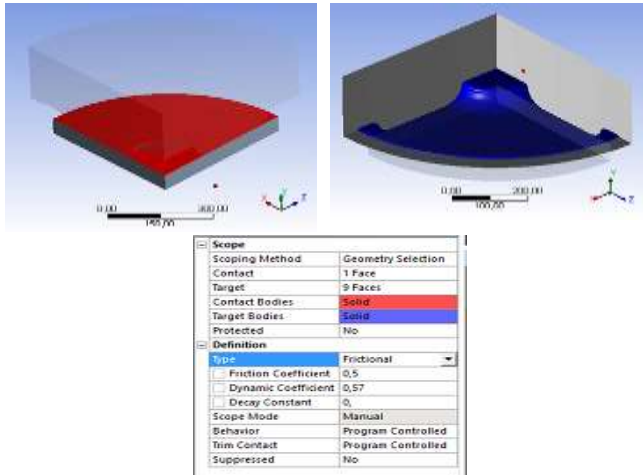 0,00 300,00
150,00
X Y Z
0,00 200,00
100,00
Y Z
Scope
Scoping Method Geometry Selection
Contact 1 Face
Target 9 Faces
Contact Bodies Solid
Target Bodies Solid
Protected No
Definition
Type Frictional
Friction Coefficient 0,5
Dynamic Coefficient 0,57
Decay Constant 0,
Scope Mode Manual
Behavior Program Controlled
Trim Contact Program Controlled
Suppressed No